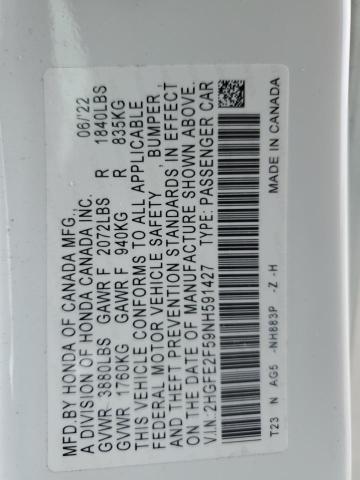 MFD.BY HONDA OF CANADA MFG., 06/22
A DIVISION OF HONDA CANADA INC.
GVWR 3860LBS GAWR F 2072LBS R 1840LBS
GVWR 1760KG GAWR F 940KG R 835KG
THIS VEHICLE CONFORMS TO ALL APPLICABLE
FEDERAL MOTOR VEHICLE SAFETY , BUMPER,
AND THEFT PREVENTION STANDARDS IN EFFECT
ON THE DATE OF MANUFACTURE SHOWN ABOVE.
V.I.N:2HGFE2F59NH591427 TYPE: PASSENGER CAR
T23 N AG5 -NH883P -Z -H MADE IN CANADA